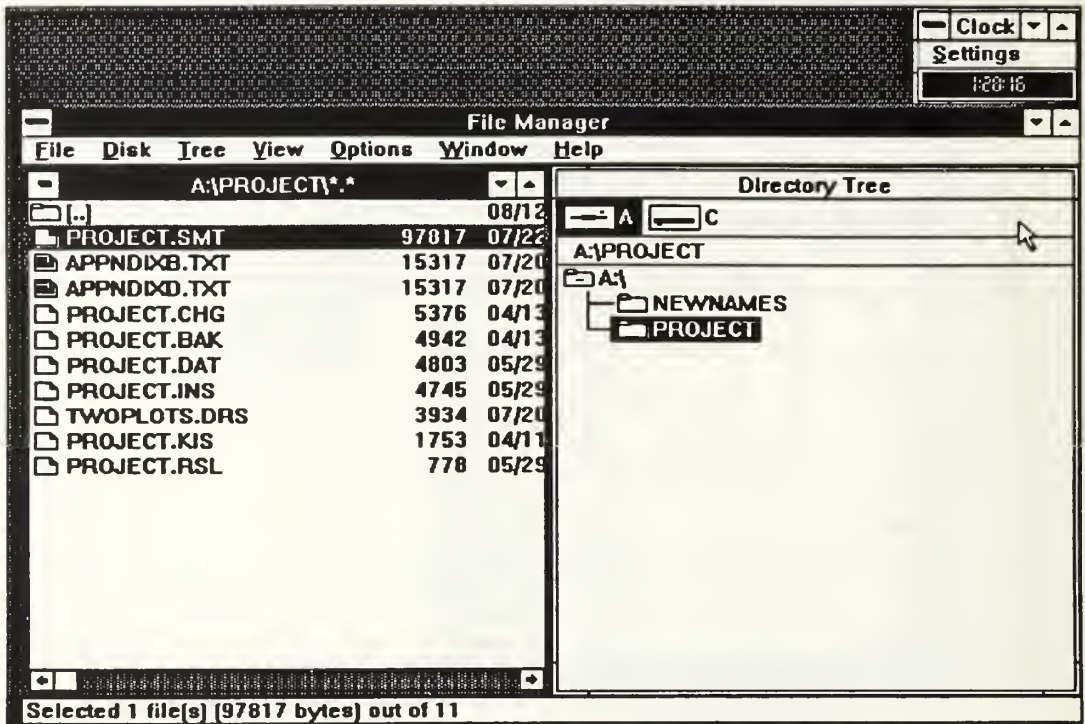 Clock
Settings
1:28:16
File Manager
File Disk Tree View Options Window Help
A:\PROJECT\*.*
[..] 08/12
PROJECT.SMT 97817 07/22
APPNDIXB.TXT 15317 07/20
APPNDIXD.TXT 15317 07/20
PROJECT.CHG 5376 04/13
PROJECT.BAK 4942 04/13
PROJECT.DAT 4803 05/29
PROJECT.INS 4745 05/29
TWOPLOTS.DRS 3934 07/20
PROJECT.KIS 1753 04/11
PROJECT.RSL 778 05/29
Directory Tree
A C
A:\PROJECT
A:\
NEWNAMES
PROJECT
Selected 1 file(s) (97817 bytes) out of 11